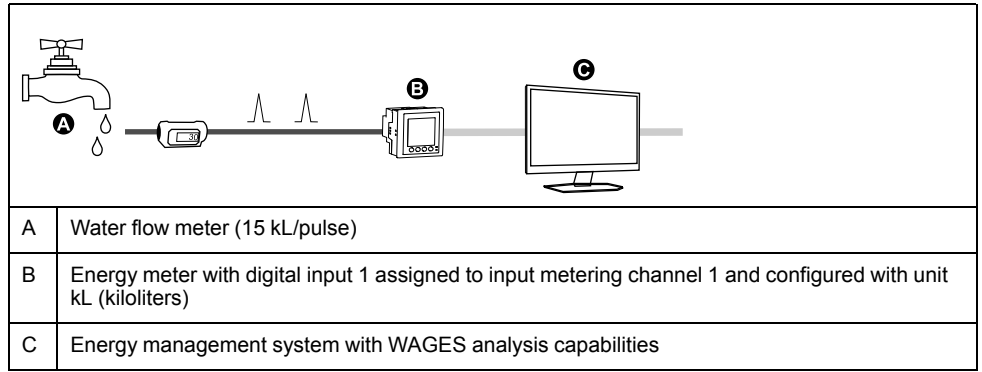 C
B
A
30
A Water flow meter (15 kL/pulse)
B Energy meter with digital input 1 assigned to input metering channel 1 and configured with unit
kL (kiloliters)
C Energy management system with WAGES analysis capabilities